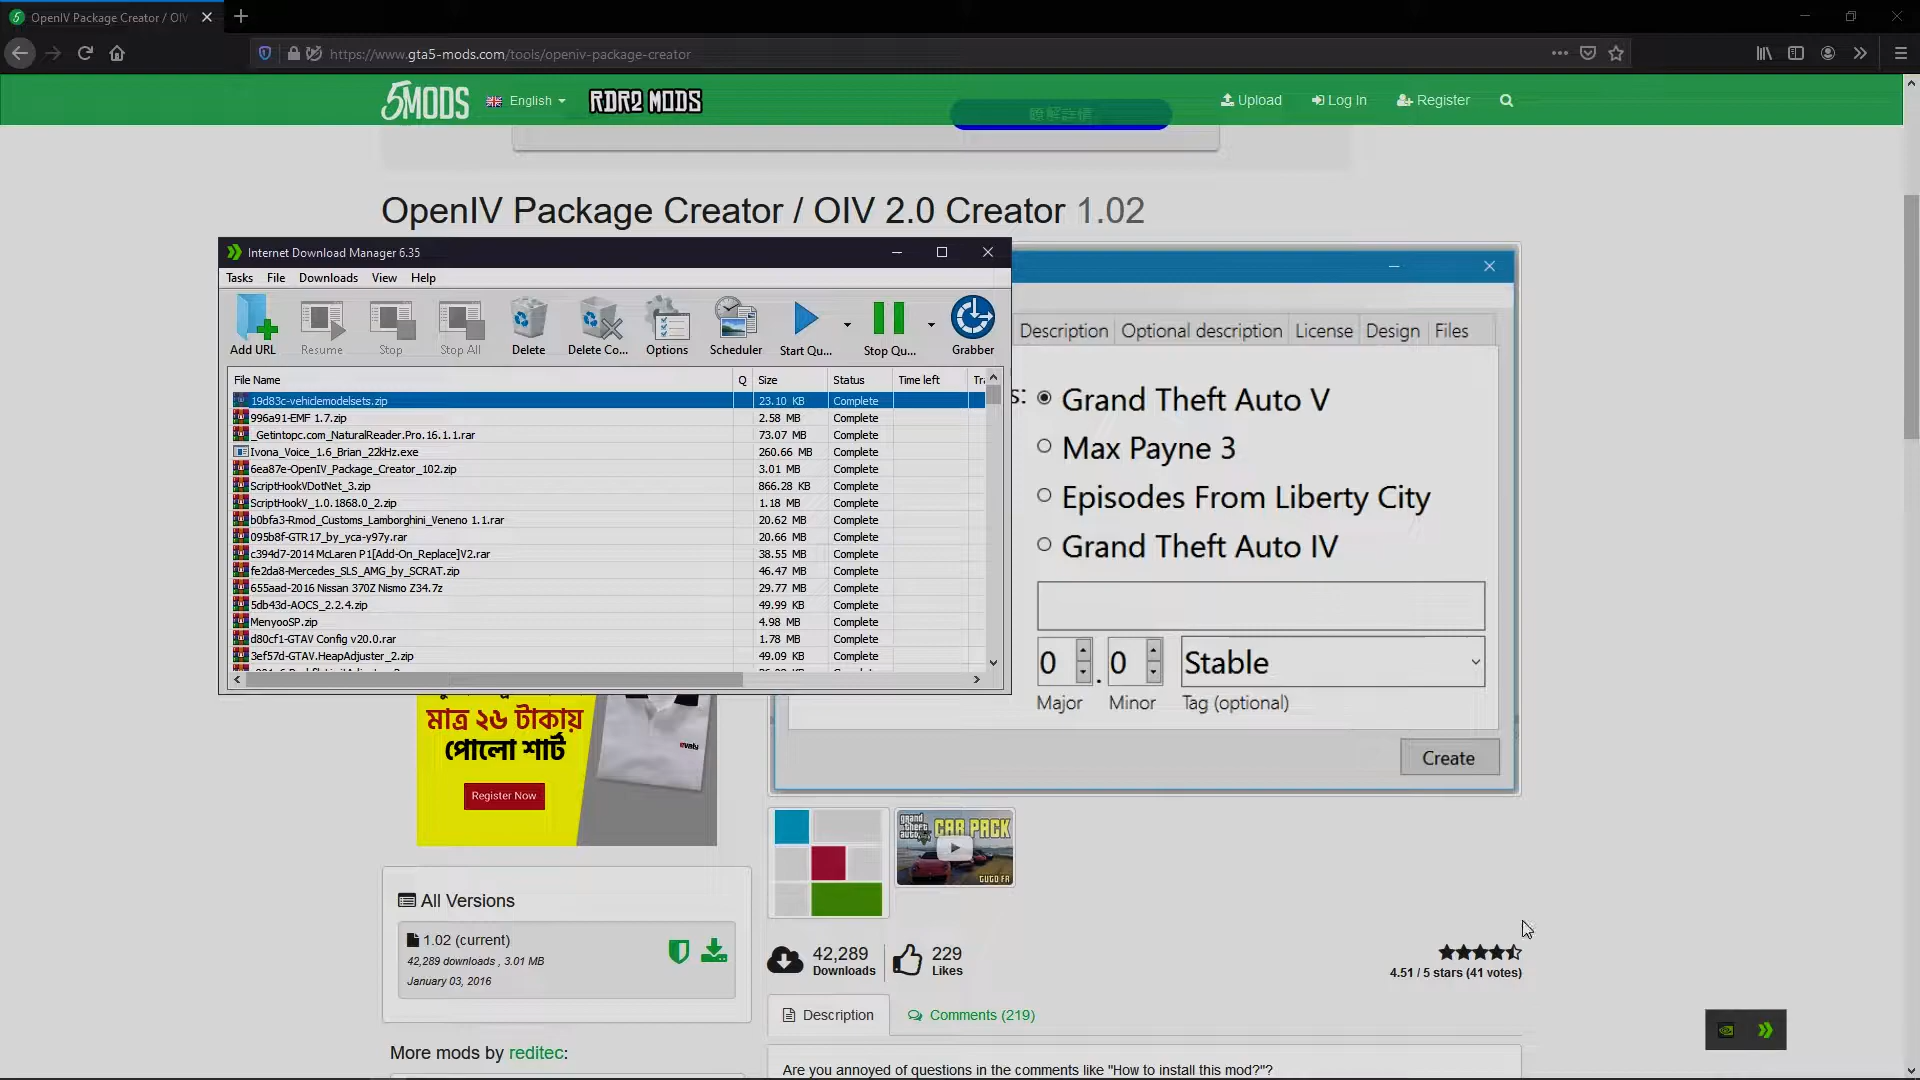 OpenIV Package Creator / OIV
https://www.gta5-mods.com/tools/openiv-package-creator
5MODS
English
RDR2 MODS
瞭解詳情
Upload
Log In
Register
OpenIV Package Creator / OIV 2.0 Creator 1.02
Internet Download Manager 6.35
Tasks File Downloads View Help
Add URL Resume Stop Stop All Delete Delete Co... Options Scheduler Start Qu... Stop Qu... Grabber
File Name Q Size Status Time left Tra
19d83c-vehiclemodelsets.zip 23.10 KB Complete
996a91-EMF 1.7.zip 2.58 MB Complete
_Getintopc.com_NaturalReader.Pro.16.1.1.rar 73.07 MB Complete
Ivona_Voice_1.6_Brian_22kHz.exe 260.66 MB Complete
6ea87e-OpenIV_Package_Creator_102.zip 3.01 MB Complete
ScriptHookVDotNet_3.zip 866.28 KB Complete
ScriptHookV_1.0.1868.0_2.zip 1.18 MB Complete
b0bfa3-Rmod_Customs_Lamborghini_Veneno 1.1.rar 20.62 MB Complete
095b8f-GTR17_by_yca-y97y.rar 20.66 MB Complete
c394d7-2014 McLaren P1[Add-On_Replace]V2.rar 38.55 MB Complete
fe2da8-Mercedes_SLS_AMG_by_SCRAT.zip 46.47 MB Complete
655aad-2016 Nissan 370Z Nismo Z34.7z 29.77 MB Complete
5db43d-AOCS_2.2.4.zip 49.99 KB Complete
MenyooSP.zip 4.98 MB Complete
d80cf1-GTAV Config v20.0.rar 1.78 MB Complete
3ef57d-GTAV.HeapAdjuster_2.zip 49.09 KB Complete
Description Optional description License Design Files
s: Grand Theft Auto V
Max Payne 3
Episodes From Liberty City
Grand Theft Auto IV
0 . 0 Stable
Major Minor Tag (optional)
Create
মাত্র ২৬ টাকায়
পোলো শার্ট
evaly
Register Now
grand
theft
auto
CAR PACK
GUGO FR
All Versions
1.02 (current)
42,289 downloads , 3.01 MB
January 03, 2016
42,289
Downloads
229
Likes
4.51 / 5 stars (41 votes)
Description
Comments (219)
More mods by reditec:
Are you annoyed of questions in the comments like "How to install this mod?"?